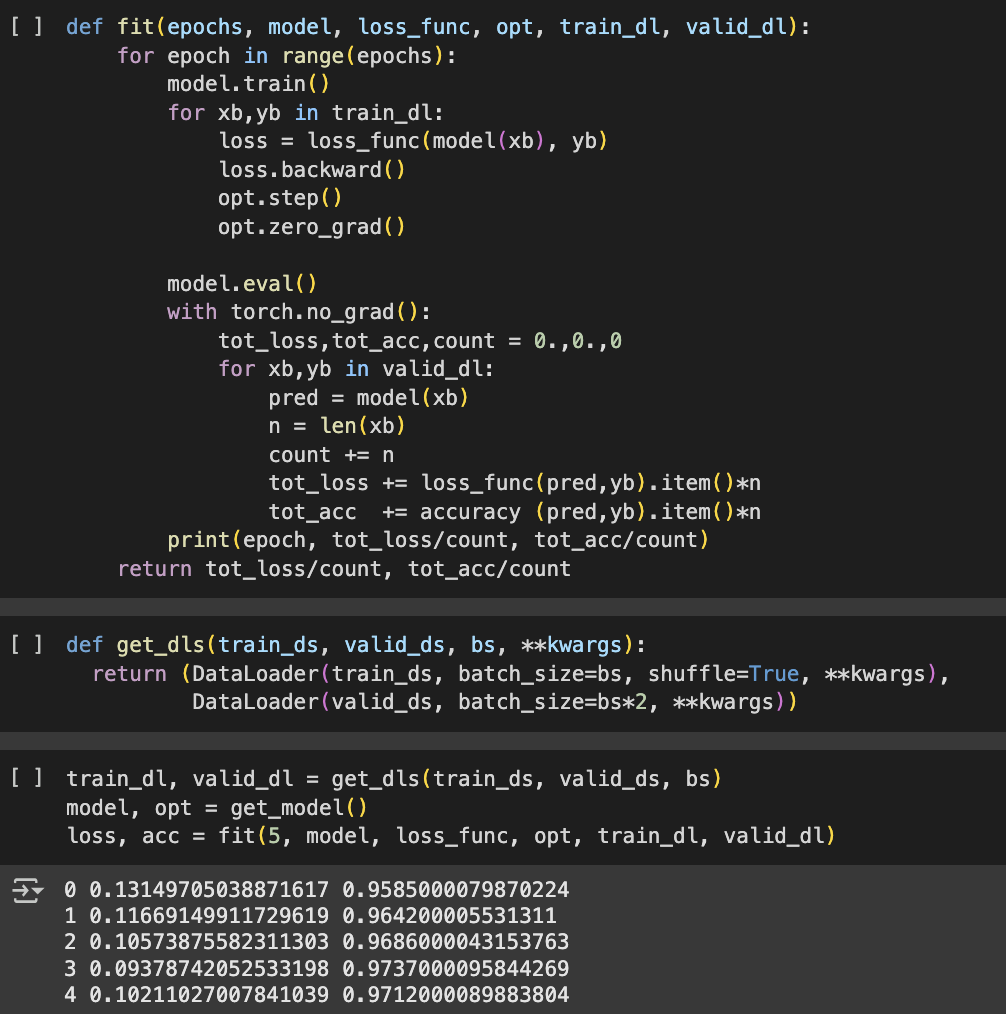 [ ] def fit(epochs, model, loss_func, opt, train_dl, valid_dl):
for epoch in range(epochs):
model.train()
for xb,yb in train_dl:
loss = loss_func(model(xb), yb)
loss.backward()
opt.step()
opt.zero_grad()
model.eval()
with torch.no_grad():
tot_loss,tot_acc,count = 0.,0.,0
for xb,yb in valid_dl:
pred = model(xb)
n = len(xb)
count += n
tot_loss += loss_func(pred,yb).item()*n
tot_acc  += accuracy (pred,yb).item()*n
print(epoch, tot_loss/count, tot_acc/count)
return tot_loss/count, tot_acc/count
[ ] def get_dls(train_ds, valid_ds, bs, **kwargs):
return (DataLoader(train_ds, batch_size=bs, shuffle=True, **kwargs),
DataLoader(valid_ds, batch_size=bs*2, **kwargs))
[ ] train_dl, valid_dl = get_dls(train_ds, valid_ds, bs)
model, opt = get_model()
loss, acc = fit(5, model, loss_func, opt, train_dl, valid_dl)
0 0.13149705038871617 0.9585000079870224
1 0.11669149911729619 0.964200005531311
2 0.10573875582311303 0.9686000043153763
3 0.09378742052533198 0.9737000095844269
4 0.10211027007841039 0.9712000089883804